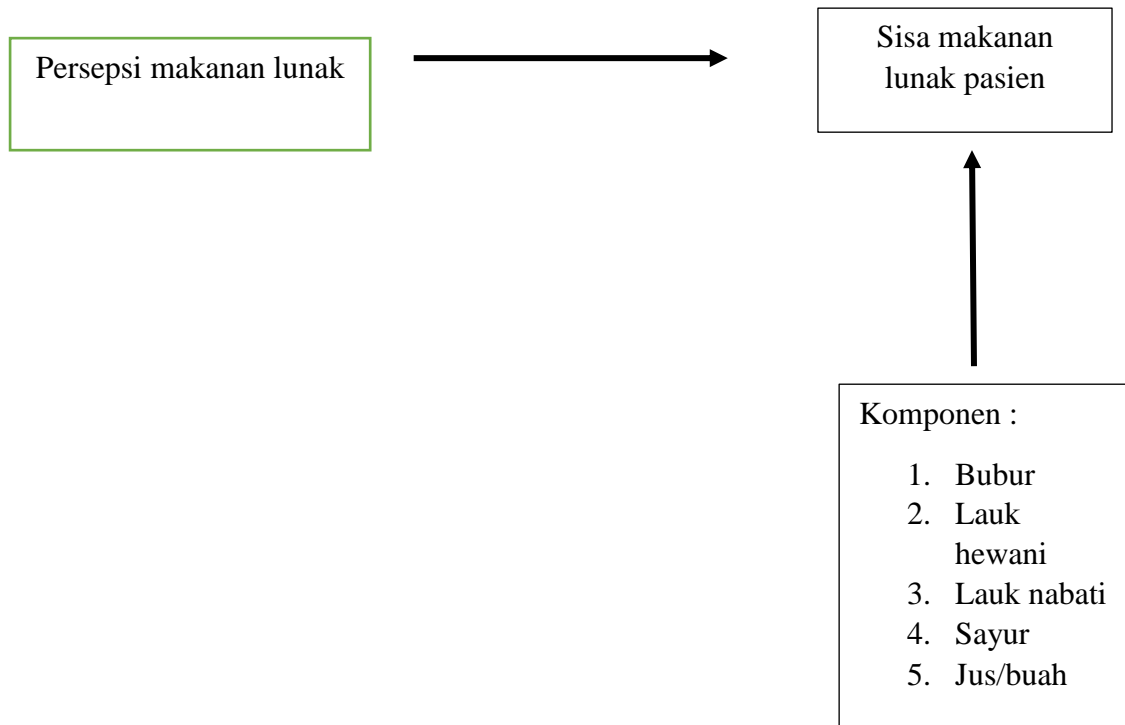 Persepsi makanan lunak
Sisa makanan
lunak pasien
Komponen :
1. Bubur
2. Lauk
hewani
3. Lauk nabati
4. Sayur
5. Jus/buah